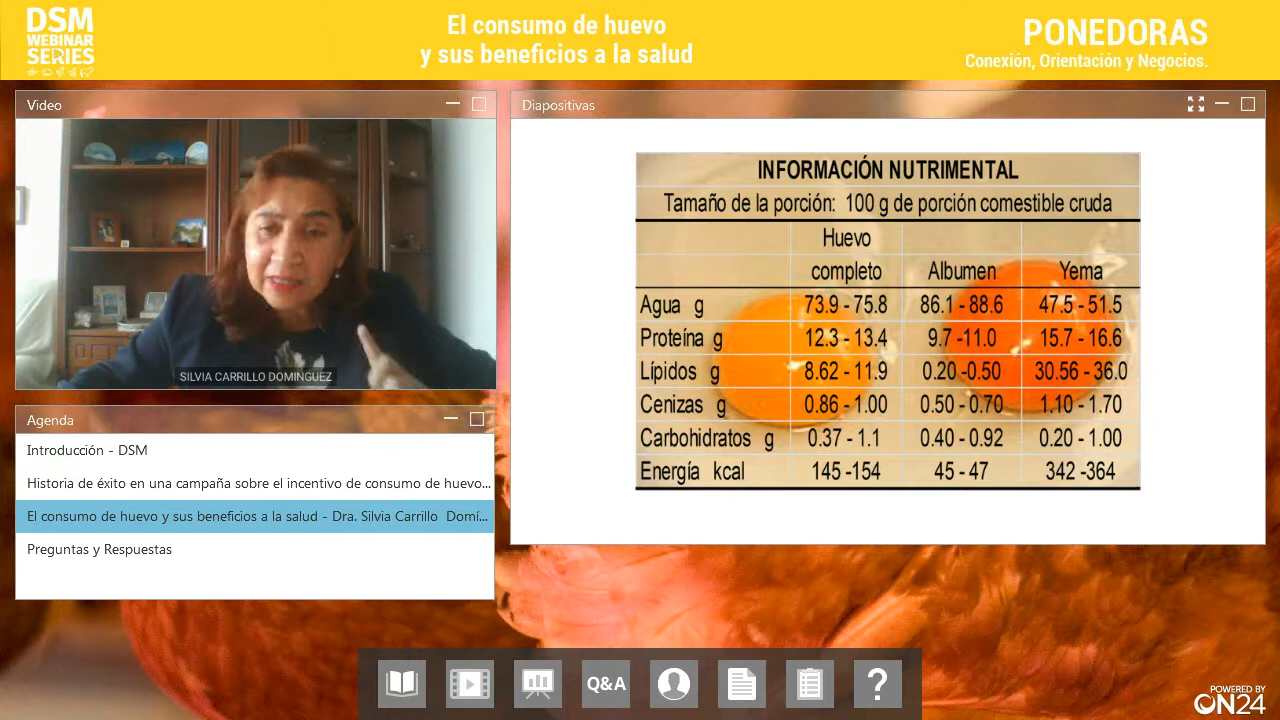 DSM
WEBINAR
SERIES
El consumo de huevo
y sus beneficios a la salud
PONEDORAS
Conexión, Orientación y Negocios.
Video
SILVIA CARRILLO DOMINGUEZ
Agenda
Introducción - DSM
Historia de éxito en una campaña sobre el incentivo de consumo de huevo...
El consumo de huevo y sus beneficios a la salud - Dra. Silvia Carrillo Domí...
Preguntas y Respuestas
Diapositivas
INFORMACIÓN NUTRIMENTAL
Tamaño de la porción: 100 g de porción comestible cruda
Huevo
completo Albumen Yema
Agua g 73.9 - 75.8 86.1 - 88.6 47.5 - 51.5
Proteína g 12.3 - 13.4 9.7 -11.0 15.7 - 16.6
Lípidos g 8.62 - 11.9 0.20 -0.50 30.56 - 36.0
Cenizas g 0.86 - 1.00 0.50 - 0.70 1.10 - 1.70
Carbohidratos g 0.37 - 1.1 0.40 - 0.92 0.20 - 1.00
Energía kcal 145 -154 45 - 47 342 -364
Q&A
?
POWERED BY
ON24